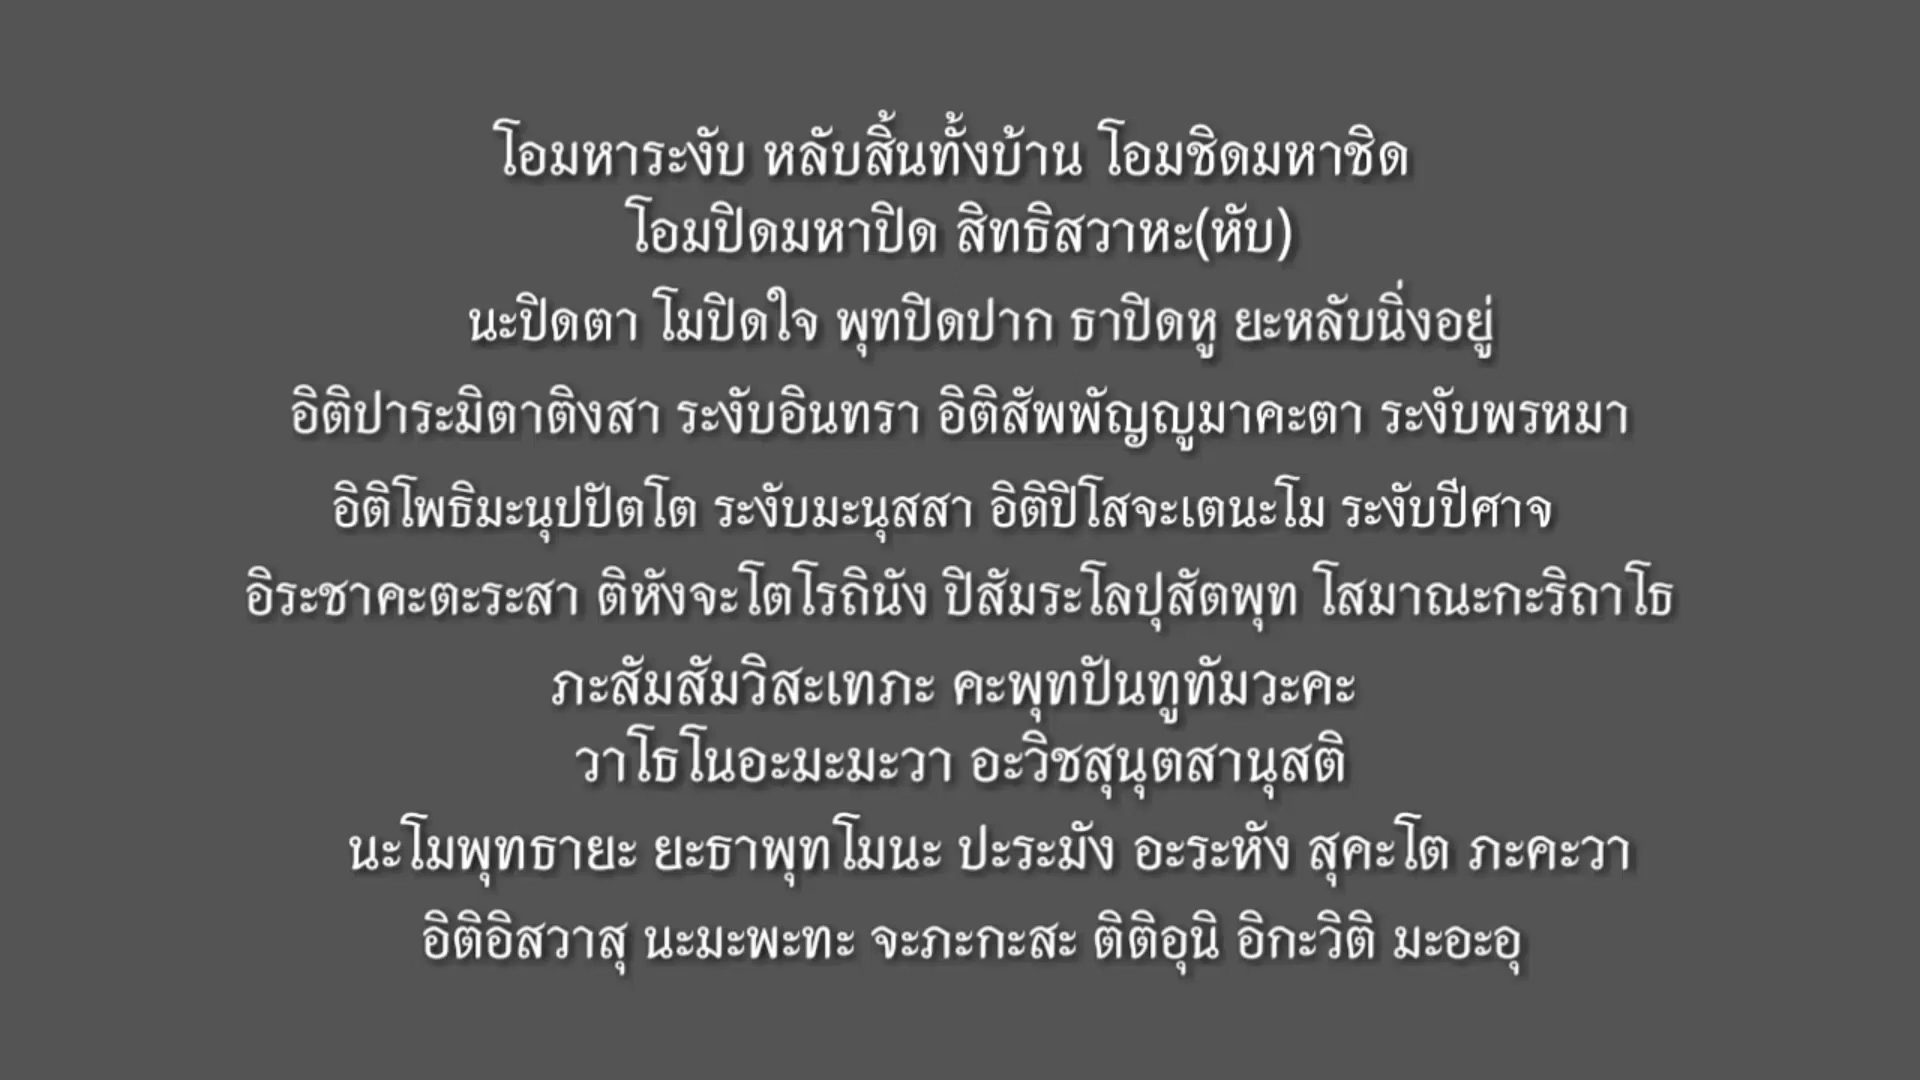 โอมมหาระงับ หลับสิ้นทั้งบ้าน โอมชิดมหาชิด
โอมปิดมหาปิด สิทธิสวาหะ(หับ)
นะปิดตา โมปิดใจ พุทปิดปาก ธาปิดหู ยะหลับนิ่งอยู่
อิติปาระมิตาติงสา ระงับอินทรา อิติสัพพัญญูมาคะตา ระงับพรหมา
อิติโพธิมะนุปปัตโต ระงับมะนุสสา อิติปิโสจะเตนะโม ระงับปีศาจ
อิระชาคะตะระสา ติหังจะโตโรถินัง ปิสัมระโลปุสัตพุท โสมาณะกะริถาโธ
ภะสัมสัมวิสะเทภะ คะพุทปันทูทัมวะคะ
วาโธโนอะมะมะวา อะวิชสุนุตสานุสติ
นะโมพุทธายะ ยะธาพุทโมนะ ปะระมัง อะระหัง สุคะโต ภะคะวา
อิติอิสวาสุ นะมะพะทะ จะภะกะสะ ติติอุนิ อิกะวิติ มะอะอุ